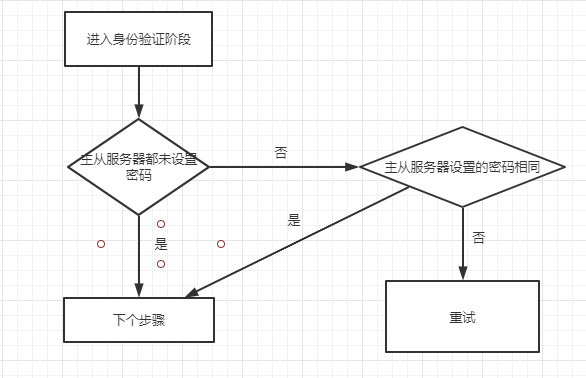 进入身份验证阶段
主从服务器都未设置
密码
否
主从服务器设置的密码相同
是
是
否
下个步骤
重试